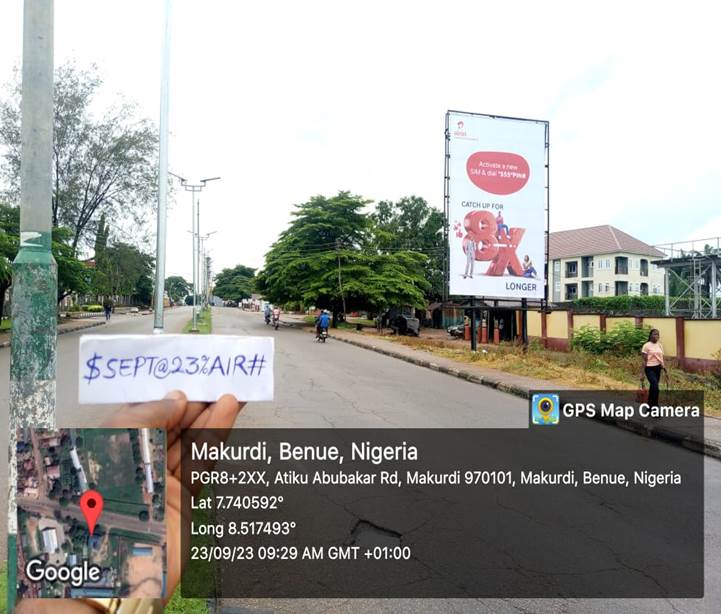 airtel
Activate a new
SIM & dial *555*PIN#
CATCH UP FOR
8X
LONGER
$SEPT@23%AIR#
GPS Map Camera
Makurdi, Benue, Nigeria
PGR8+2XX, Atiku Abubakar Rd, Makurdi 970101, Makurdi, Benue, Nigeria
Lat 7.740592°
Long 8.517493°
23/09/23 09:29 AM GMT +01:00
Google